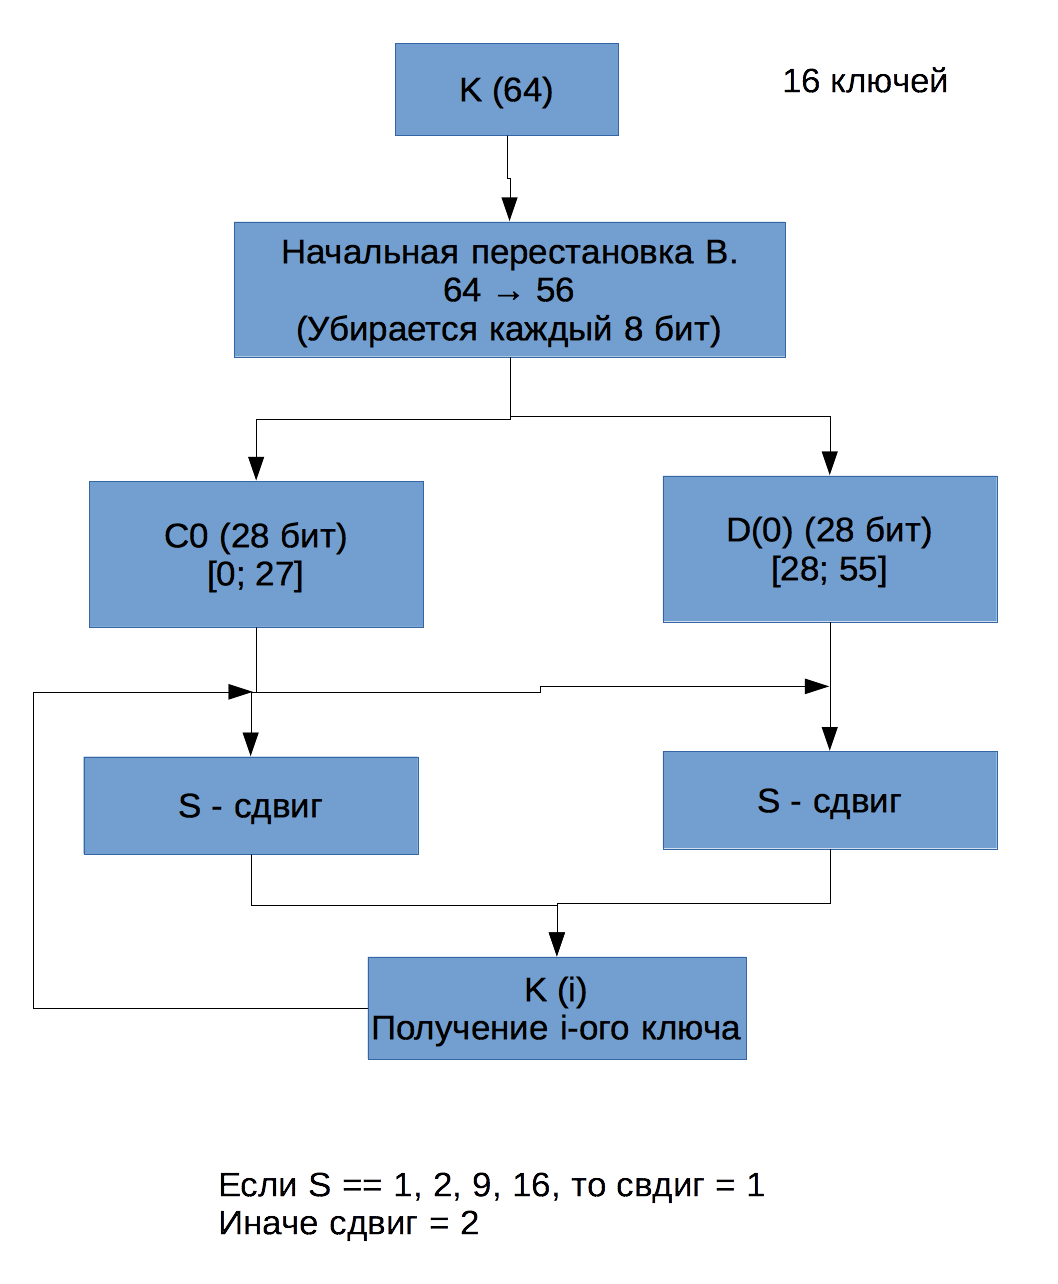 K (64)
16 ключей
Начальная перестановка B.
64 → 56
(Убирается каждый 8 бит)
C0 (28 бит)
[0; 27]
D(0) (28 бит)
[28; 55]
S - сдвиг
S - сдвиг
K (i)
Получение i-ого ключа
Если S == 1, 2, 9, 16, то свдиг = 1
Иначе сдвиг = 2